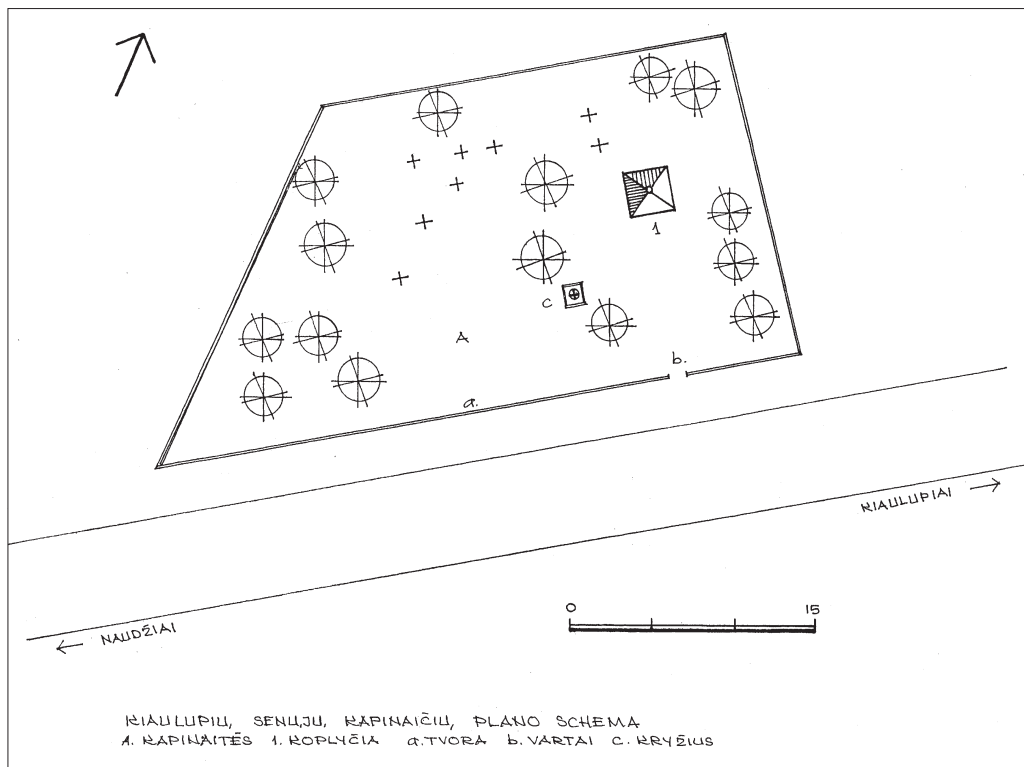 1
C
A
b.
a.
KIAULUPIAI →
← NAUDŽIAI
0 15
KIAULUPIŲ SENŲJŲ KAPINAIČIŲ PLANO SCHEMA
A. KAPINAITĖS 1. KOPLYČIA a. TVORA b. VARTAI C. KRYŽIUS